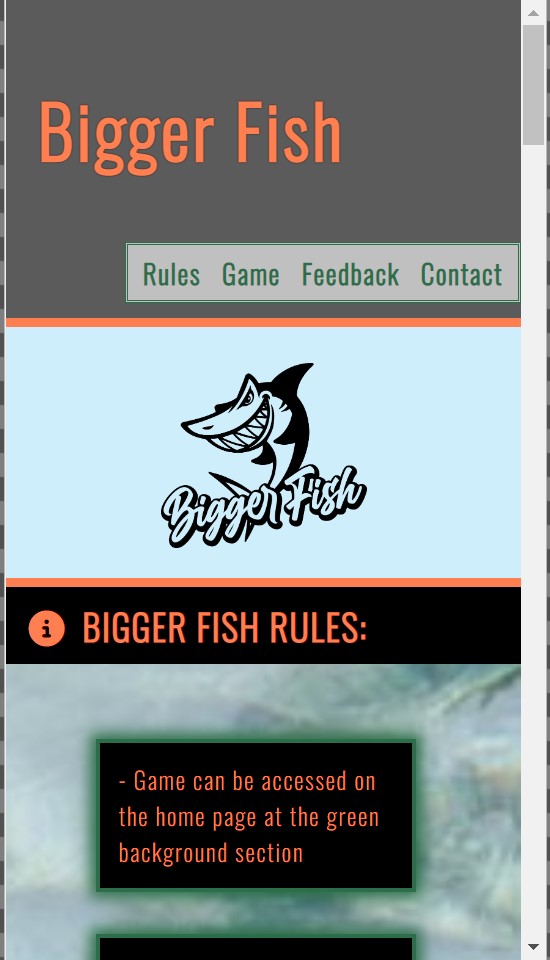 Bigger Fish
Rules Game Feedback Contact
Bigger Fish
BIGGER FISH RULES:
- Game can be accessed on
the home page at the green
background section